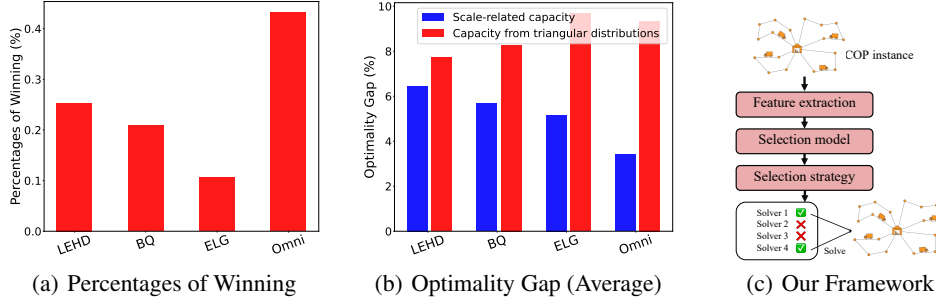 0.4
0.3
0.2
0.1
0.0
Percentages of Winning (%)
LEHD
BQ
ELG
Omni
(a) Percentages of Winning
10
8
6
4
2
0
Optimality Gap (%)
Scale-related capacity
Capacity from triangular distributions
LEHD
BQ
ELG
Omni
(b) Optimality Gap (Average)
COP instance
Feature extraction
Selection model
Selection strategy
Solver 1 ✅
Solver 2 ❌
Solver 3 ❌
Solver 4 ✅
Solve
(c) Our Framework